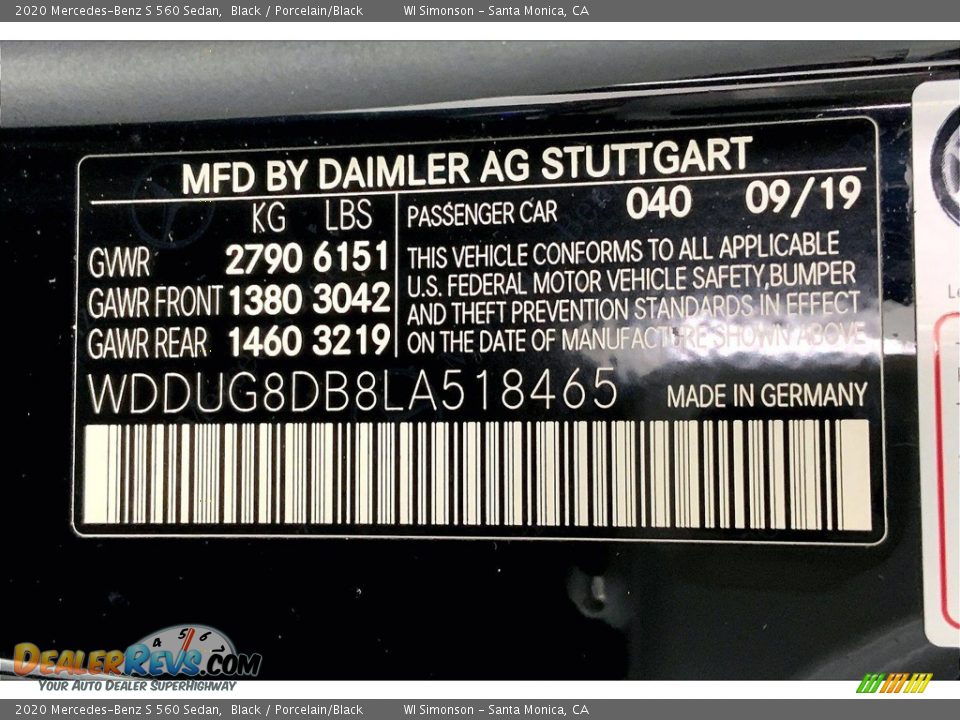 2020 Mercedes-Benz S 560 Sedan, Black / Porcelain/Black WI Simonson - Santa Monica, CA
MFD BY DAIMLER AG STUTTGART
KG LBS
GVWR 2790 6151
GAWR FRONT 1380 3042
GAWR REAR 1460 3219
PASSENGER CAR 040 09/19
THIS VEHICLE CONFORMS TO ALL APPLICABLE
U.S. FEDERAL MOTOR VEHICLE SAFETY, BUMPER
AND THEFT PREVENTION STANDARDS IN EFFECT
ON THE DATE OF MANUFACTURE SHOWN ABOVE
WDDUG8DB8LA518465 MADE IN GERMANY
4 5 6
DealerRevs.com
Your Auto Dealer SuperHighway
2020 Mercedes-Benz S 560 Sedan, Black / Porcelain/Black WI Simonson - Santa Monica, CA